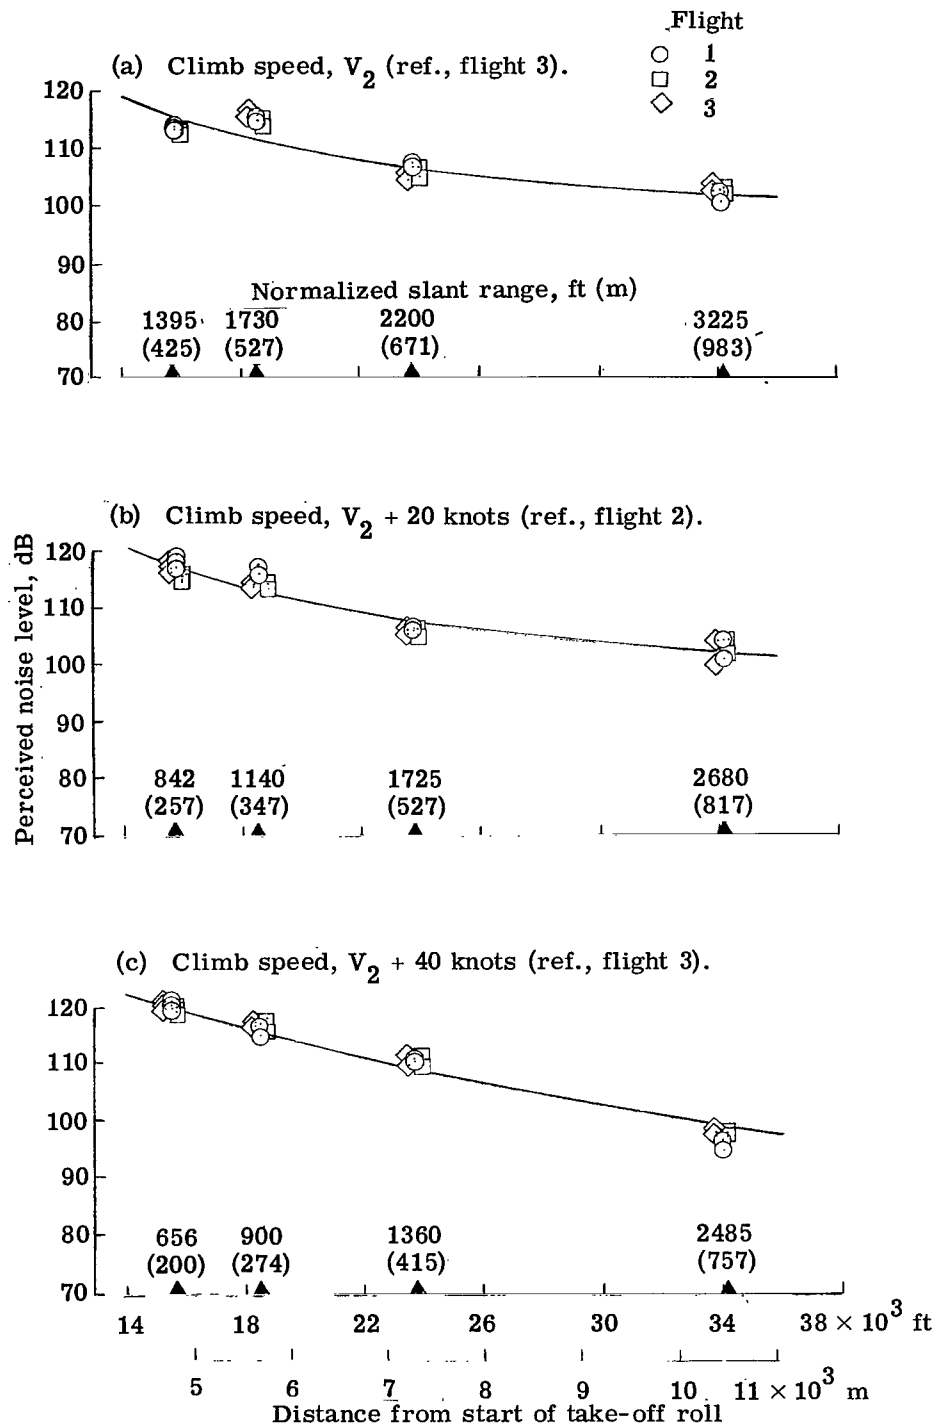 Flight
1
2
3
(a) Climb speed, V2 (ref., flight 3).
120
110
100
90
80
70
Normalized slant range, ft (m)
1395 1730 2200 3225
(425) (527) (671) (983)
(b) Climb speed, V2 + 20 knots (ref., flight 2).
Perceived noise level, dB
120
110
100
90
80
70
842 1140 1725 2680
(257) (347) (527) (817)
(c) Climb speed, V2 + 40 knots (ref., flight 3).
120
110
100
90
80
70
656 900 1360 2485
(200) (274) (415) (757)
14 18 22 26 30 34 38 × 10³ ft
5 6 7 8 9 10 11 × 10³ m
Distance from start of take-off roll